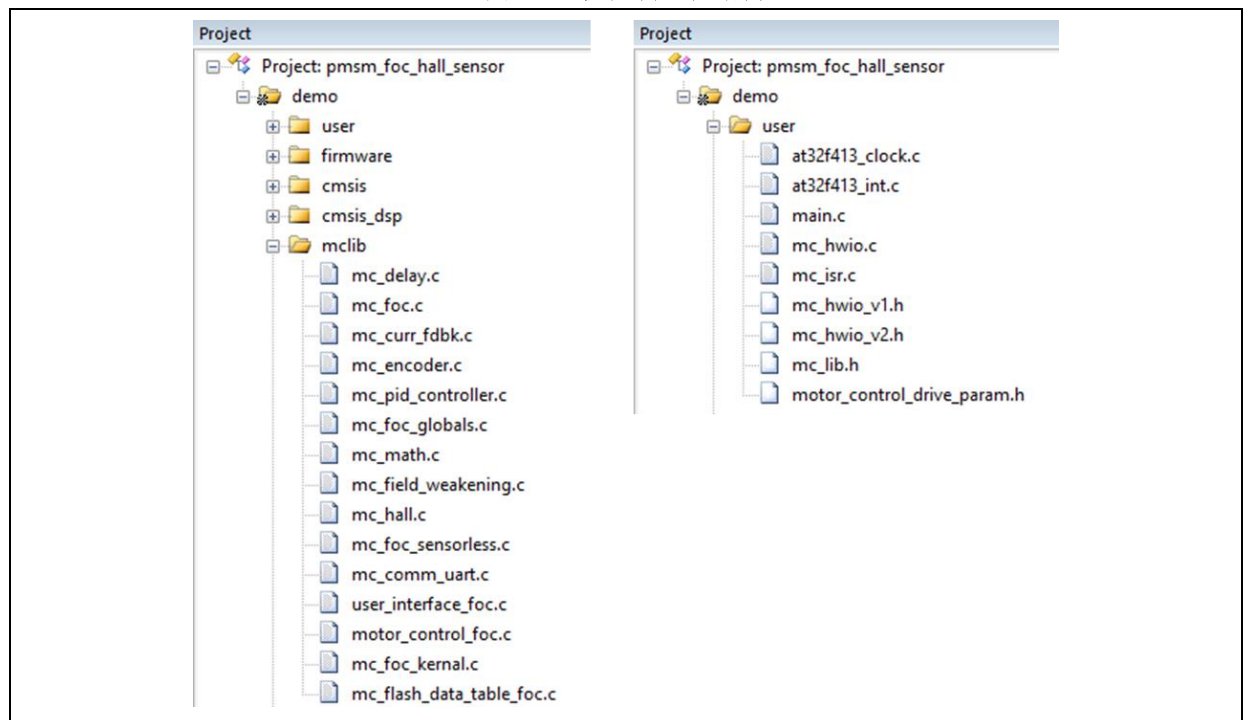 Project
Project: pmsm_foc_hall_sensor
demo
user
firmware
cmsis
cmsis_dsp
mclib
mc_delay.c
mc_foc.c
mc_curr_fdbk.c
mc_encoder.c
mc_pid_controller.c
mc_foc_globals.c
mc_math.c
mc_field_weakening.c
mc_hall.c
mc_foc_sensorless.c
mc_comm_uart.c
user_interface_foc.c
motor_control_foc.c
mc_foc_kernal.c
mc_flash_data_table_foc.c
Project
Project: pmsm_foc_hall_sensor
demo
user
at32f413_clock.c
at32f413_int.c
main.c
mc_hwio.c
mc_isr.c
mc_hwio_v1.h
mc_hwio_v2.h
mc_lib.h
motor_control_drive_param.h